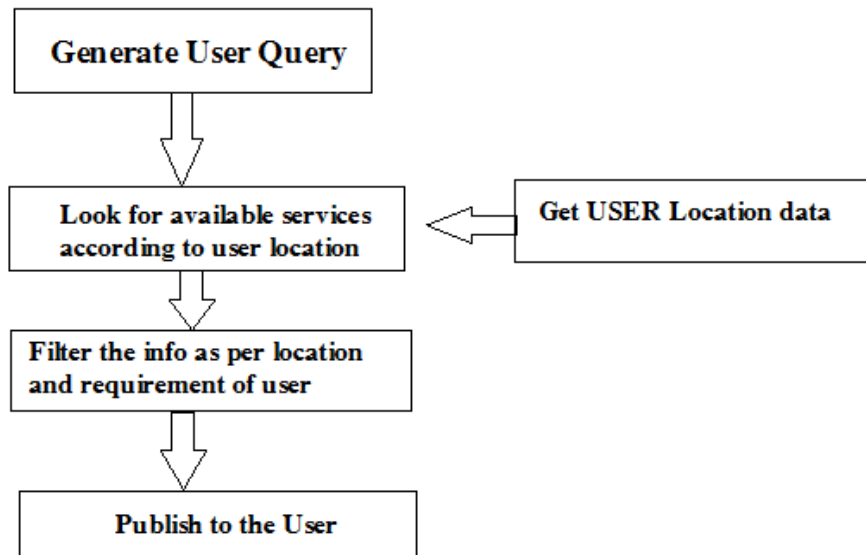 Generate User Query
Look for available services
according to user location
Get USER Location data
Filter the info as per location
and requirement of user
Publish to the User